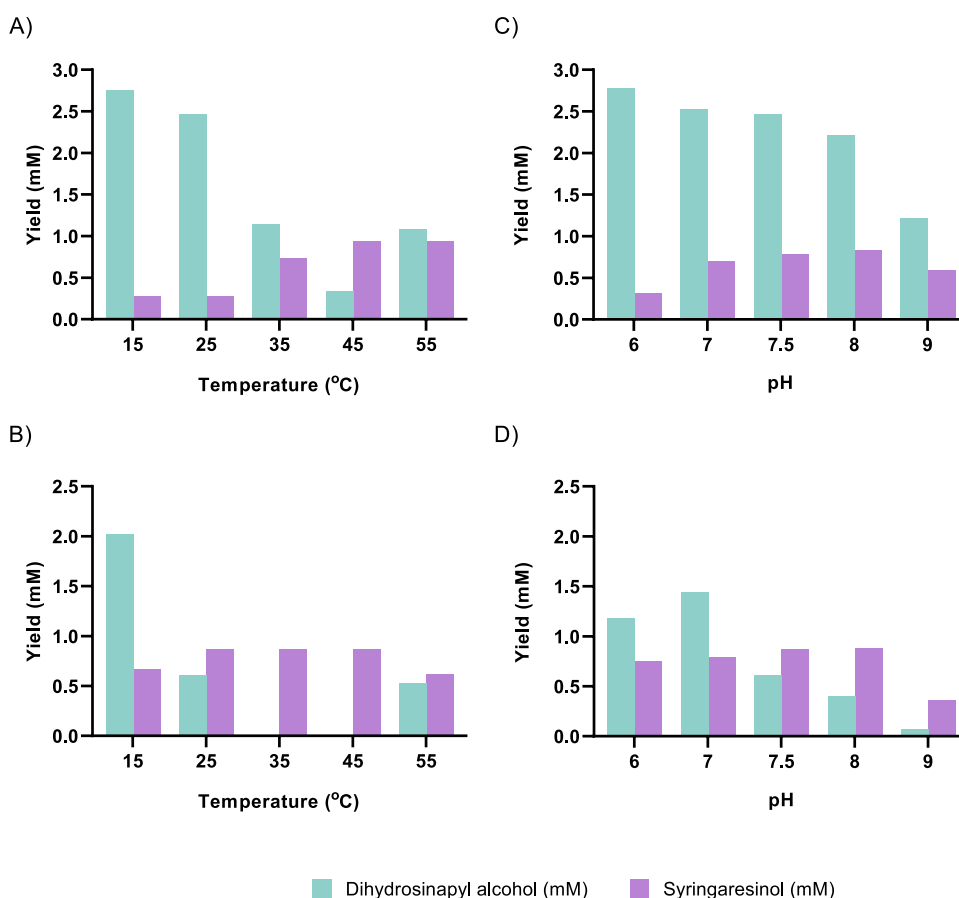 A)
3.0
2.5
2.0
1.5
1.0
0.5
0.0
Yield (mM)
15 25 35 45 55
Temperature (°C)
C)
3.0
2.5
2.0
1.5
1.0
0.5
0.0
Yield (mM)
6 7 7.5 8 9
pH
B)
2.5
2.0
1.5
1.0
0.5
0.0
Yield (mM)
15 25 35 45 55
Temperature (°C)
D)
2.5
2.0
1.5
1.0
0.5
0.0
Yield (mM)
6 7 7.5 8 9
pH
Dihydrosinapyl alcohol (mM) Syringaresinol (mM)